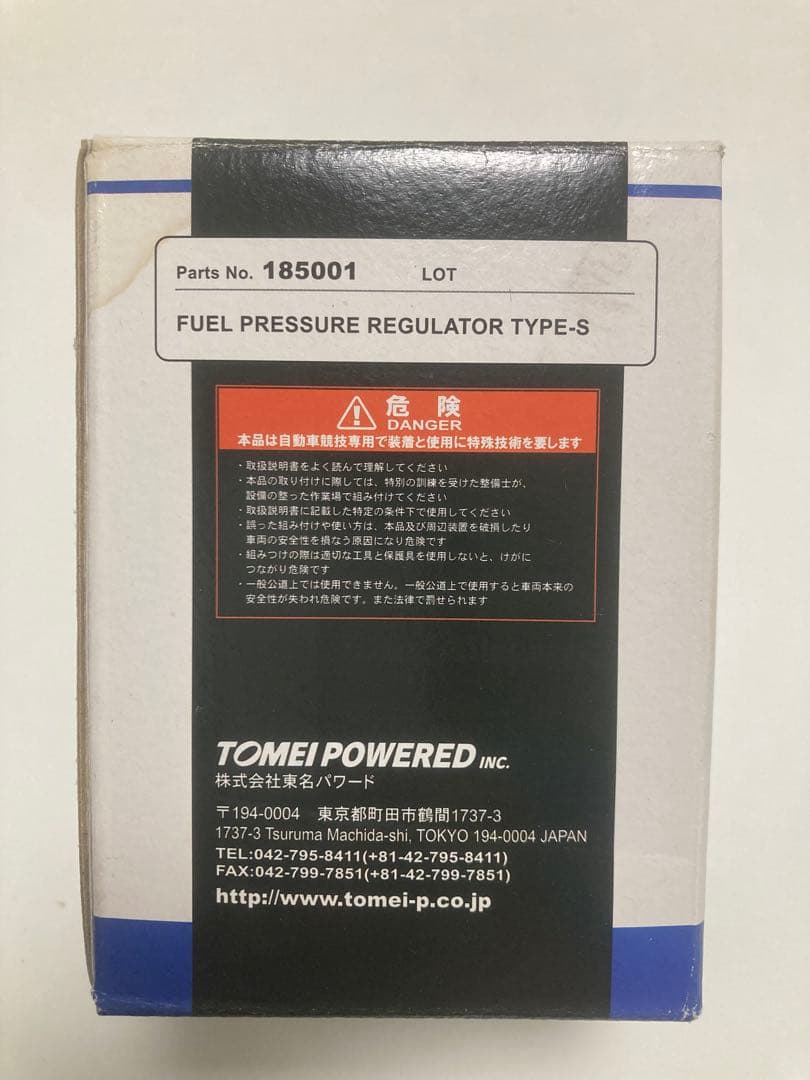 Parts No. 185001 LOT
FUEL PRESSURE REGULATOR TYPE-S
危 険
DANGER
本品は自動車競技専用で装着と使用に特殊技術を要します
・取扱説明書をよく読んで理解してください
・本品の取り付けに際しては、特別の訓練を受けた整備士が、
設備の整った作業場で組み付けてください
・取扱説明書に記載した特定の条件下で使用してください
・誤った組み付けや使い方は、本品及び周辺装置を破損したり
車両の安全性を損なう原因になり危険です
・組みつけの際は適切な工具と保護具を使用しないと、けがに
つながり危険です
・一般公道上では使用できません。一般公道上で使用すると車両本来の
安全性が失われ危険です。また法律で罰せられます
TOMEI POWERED INC.
株式会社東名パワード
〒194-0004 東京都町田市鶴間1737-3
1737-3 Tsuruma Machida-shi, TOKYO 194-0004 JAPAN
TEL:042-795-8411(+81-42-795-8411)
FAX:042-799-7851(+81-42-799-7851)
http://www.tomei-p.co.jp